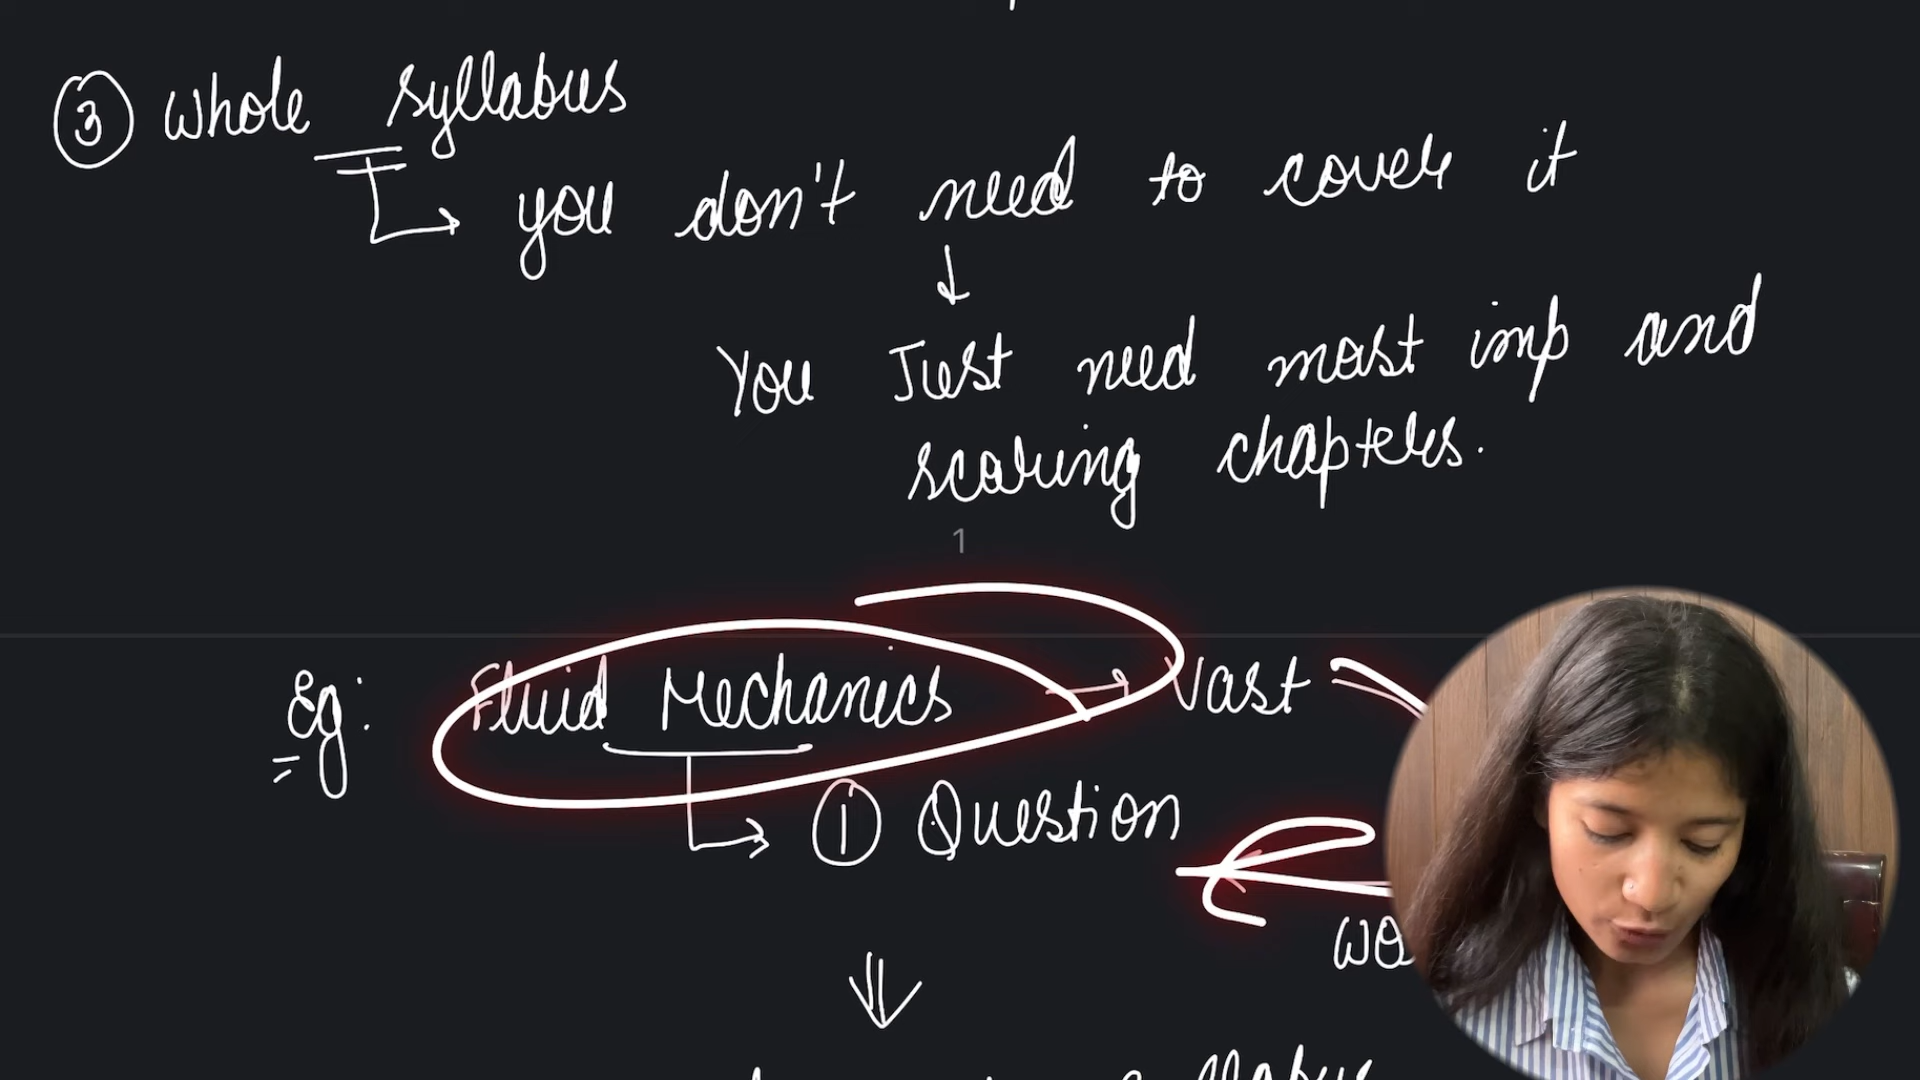 ③ Whole syllabus
you don't need to cover it
You Just need most imp and
scoring chapters.
1
Eg: Fluid Mechanics → Vast
① Question